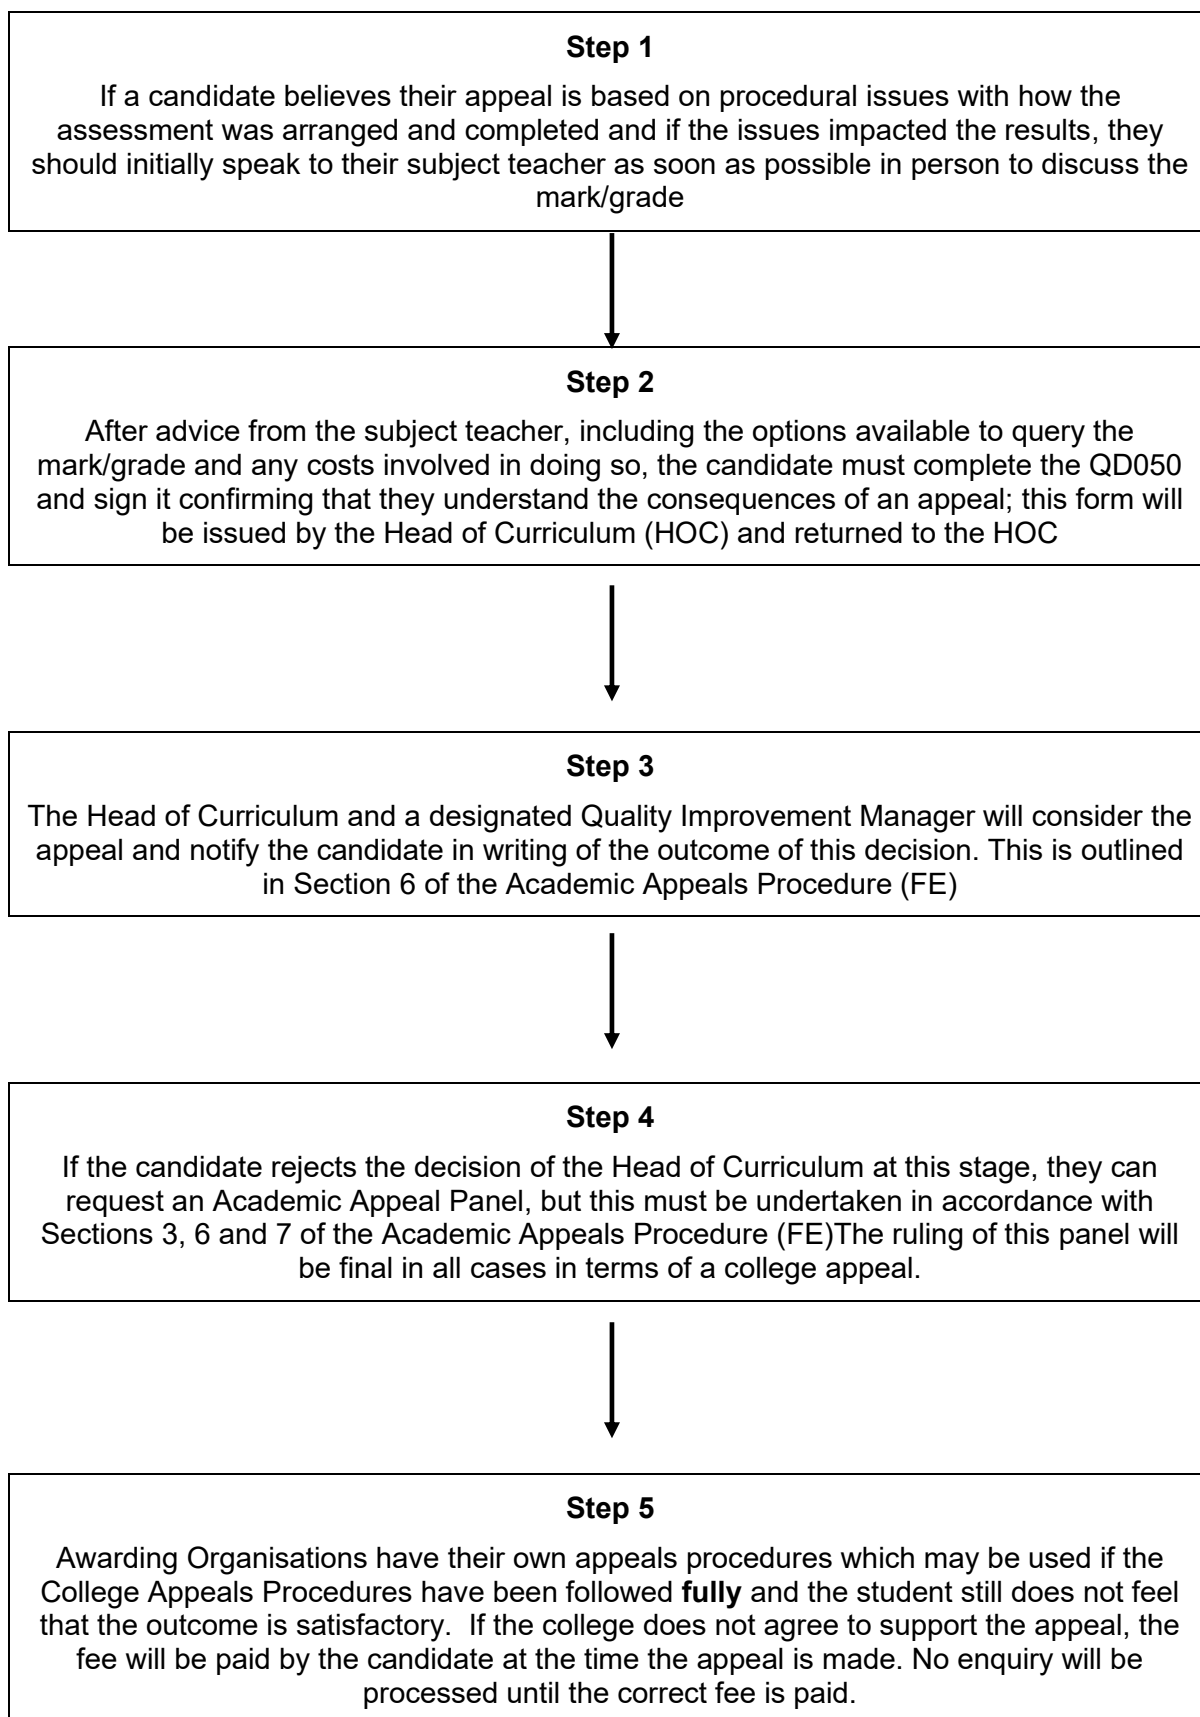 Step 1
If a candidate believes their appeal is based on procedural issues with how the
assessment was arranged and completed and if the issues impacted the results, they
should initially speak to their subject teacher as soon as possible in person to discuss the
mark/grade
Step 2
After advice from the subject teacher, including the options available to query the
mark/grade and any costs involved in doing so, the candidate must complete the QD050
and sign it confirming that they understand the consequences of an appeal; this form will
be issued by the Head of Curriculum (HOC) and returned to the HOC
Step 3
The Head of Curriculum and a designated Quality Improvement Manager will consider the
appeal and notify the candidate in writing of the outcome of this decision. This is outlined
in Section 6 of the Academic Appeals Procedure (FE)
Step 4
If the candidate rejects the decision of the Head of Curriculum at this stage, they can
request an Academic Appeal Panel, but this must be undertaken in accordance with
Sections 3, 6 and 7 of the Academic Appeals Procedure (FE)The ruling of this panel will
be final in all cases in terms of a college appeal.
Step 5
Awarding Organisations have their own appeals procedures which may be used if the
College Appeals Procedures have been followed fully and the student still does not feel
that the outcome is satisfactory.  If the college does not agree to support the appeal, the
fee will be paid by the candidate at the time the appeal is made. No enquiry will be
processed until the correct fee is paid.